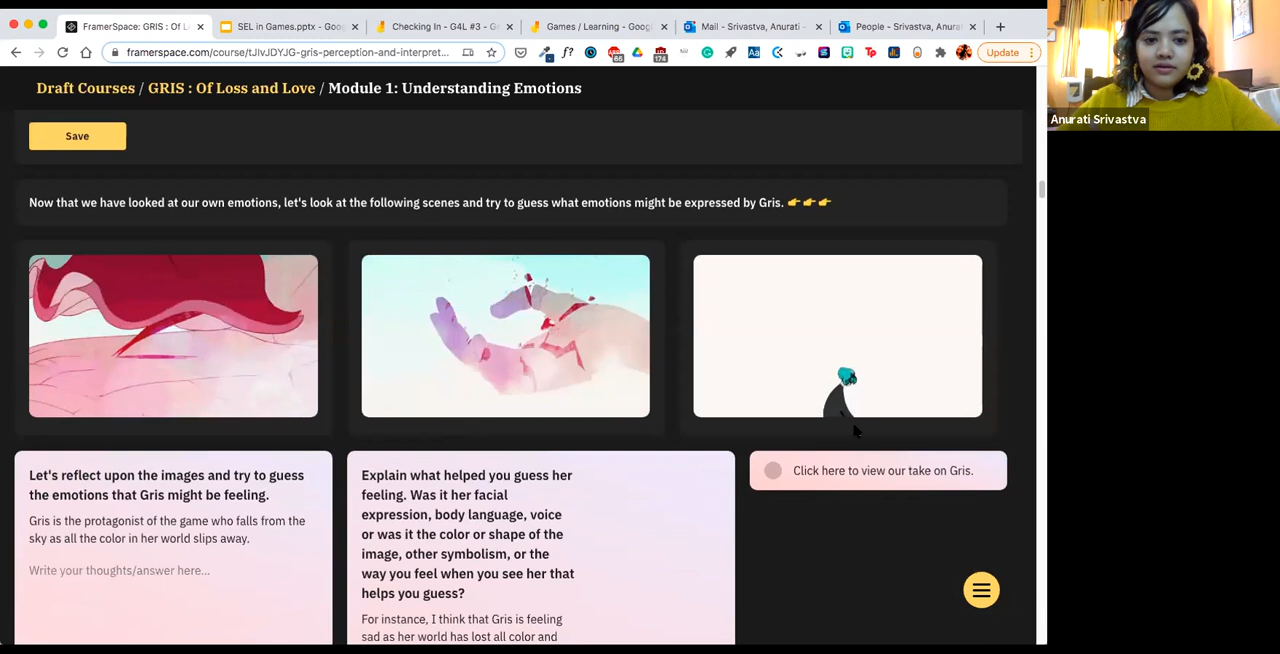 FramerSpace: GRIS : Of L
SEL in Games.pptx - Goo
Checking In - G4L #3 - G
Games / Learning - Goog
Mail - Srivastva, Anurati -
People - Srivastva, Anurat
framerspace.com/course/tJIvJDYJG-gris-perception-and-interpret...
Update
Draft Courses / GRIS : Of Loss and Love / Module 1: Understanding Emotions
Anurati Srivastva
Save
Now that we have looked at our own emotions, let's look at the following scenes and try to guess what emotions might be expressed by Gris. 👉👉👉
Let's reflect upon the images and try to guess
the emotions that Gris might be feeling.
Gris is the protagonist of the game who falls from the
sky as all the color in her world slips away.
Write your thoughts/answer here...
Explain what helped you guess her
feeling. Was it her facial
expression, body language, voice
or was it the color or shape of the
image, other symbolism, or the
way you feel when you see her that
helps you guess?
For instance, I think that Gris is feeling
sad as her world has lost all color and
Click here to view our take on Gris.